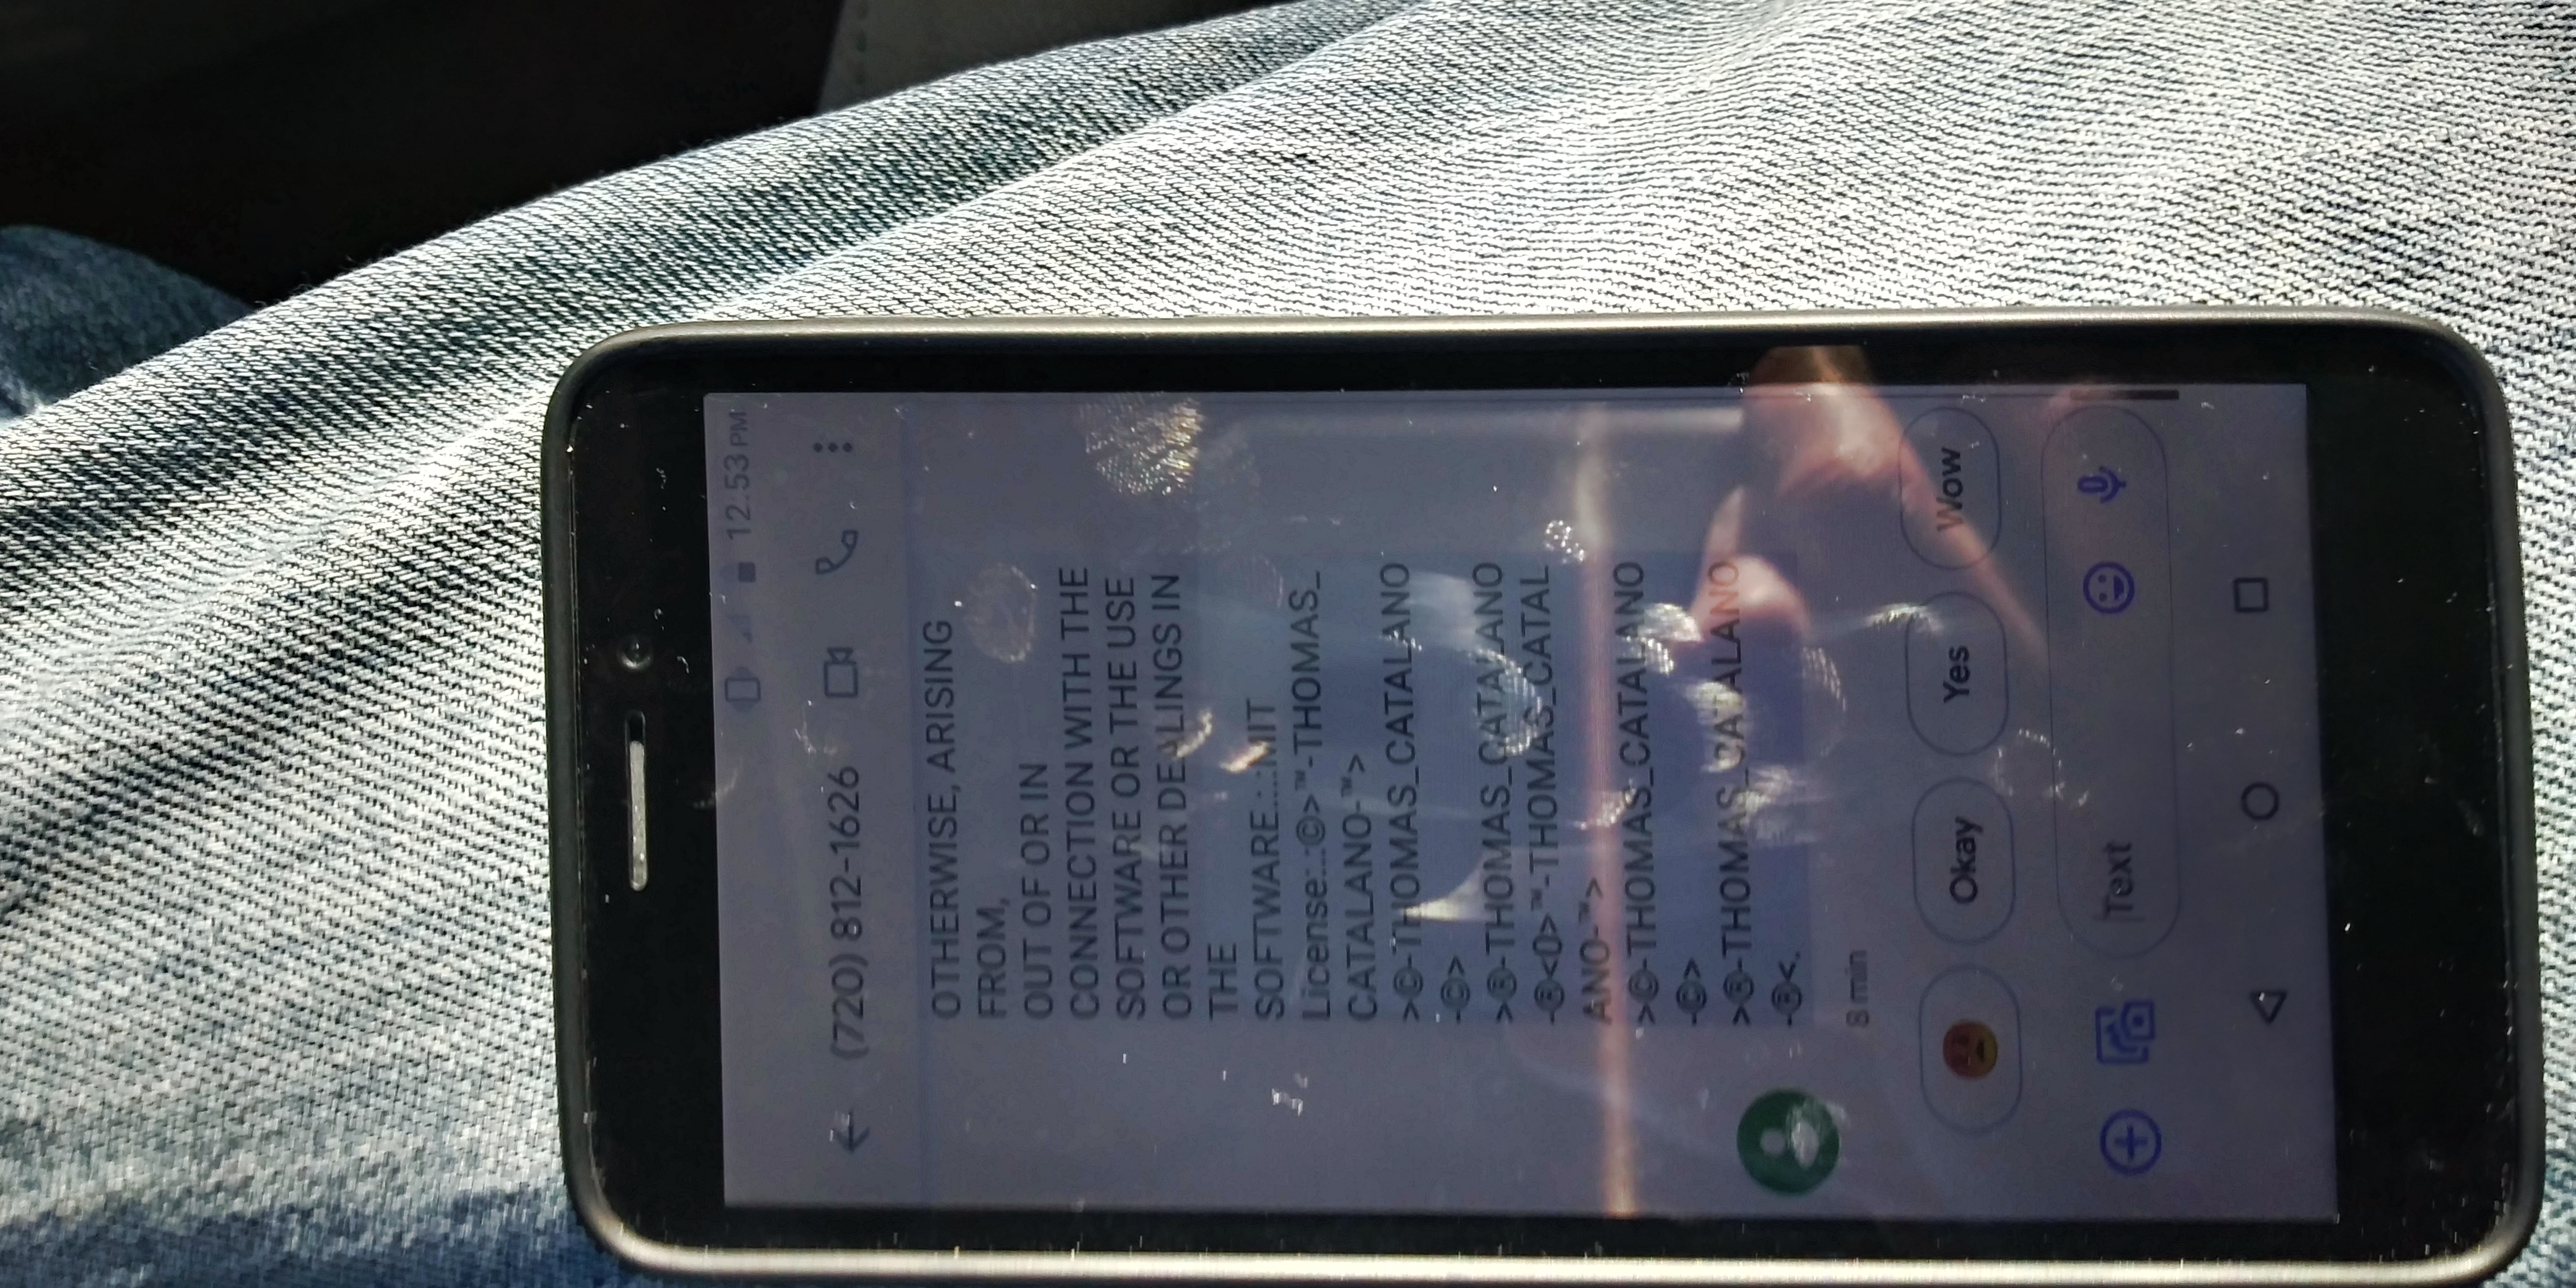 12:53 PM
(720) 812-1626
OTHERWISE, ARISING
FROM,
OUT OF OR IN
CONNECTION WITH THE
SOFTWARE OR THE USE
OR OTHER DEALINGS IN
THE
SOFTWARE.:.:MIT
License:.:©>™-THOMAS_
CATALANO-™>
>©-THOMAS_CATALANO
-©>
>®-THOMAS_CATALANO
-®<0>™-THOMAS_CATAL
ANO-™>
>©-THOMAS_CATALANO
-©>
>®-THOMAS_CATALANO
-®<.
8 min
Okay Yes Wow
Text